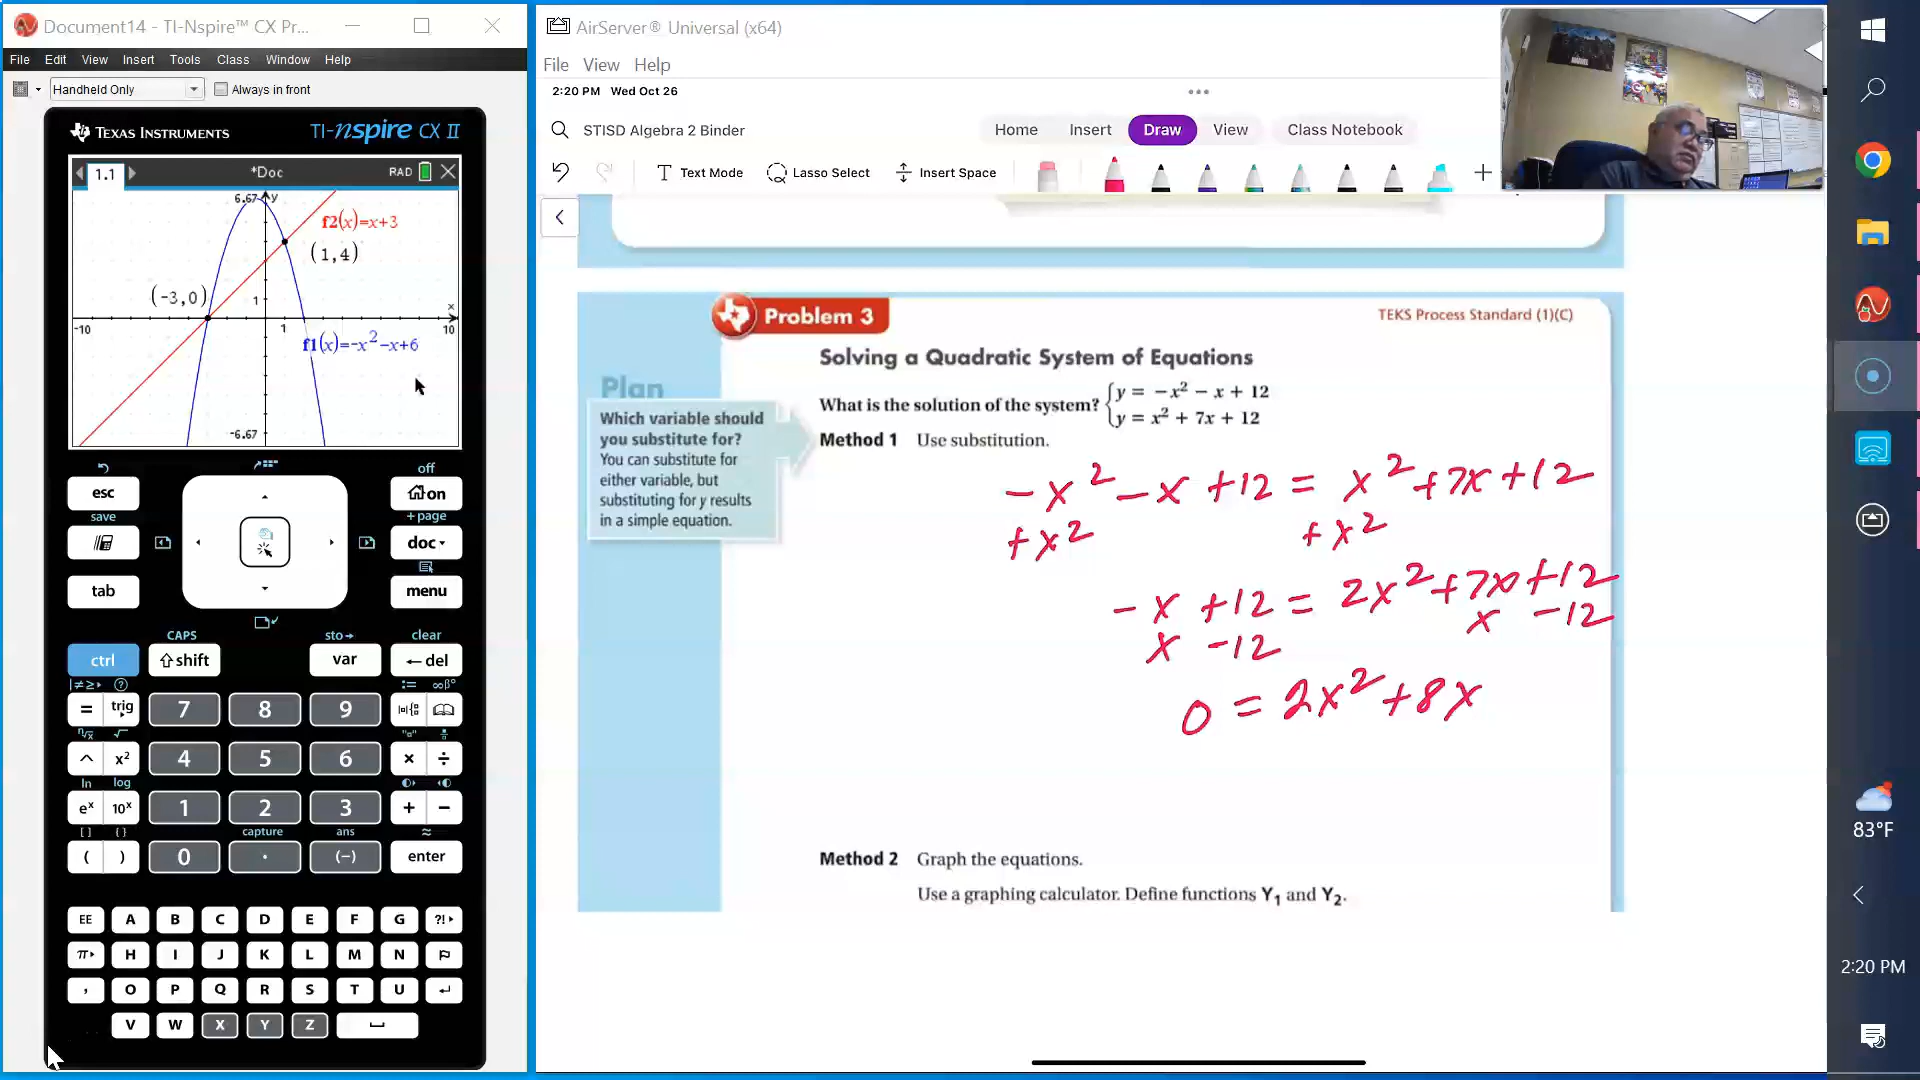 Document14 - TI-Nspire™ CX Pr...
File Edit View Insert Tools Class Window Help
Handheld Only
Always in front
TEXAS INSTRUMENTS
TI-nspire CX II
1.1
*Doc
RAD
6.67
y
f2(x)=x+3
(1,4)
(-3,0)
1
x
-10
1
10
f1(x)=-x²-x+6
-6.67
off
esc
on
save
+page
doc
tab
menu
CAPS
sto→
clear
ctrl
shift
var
←del
|≠≥▸
:=
∞β°
=
trig
7
8
9
^
x²
4
5
6
×
÷
ln
log
eˣ
10ˣ
1
2
3
+
−
[ ]
{ }
capture
ans
≈
(
)
0
.
(−)
enter
EE A B C D E F G ?!▸
π▸ H I J K L M N
, O P Q R S T U
V W X Y Z
AirServer® Universal (x64)
File View Help
2:20 PM Wed Oct 26
STISD Algebra 2 Binder
Home Insert Draw View Class Notebook
Text Mode
Lasso Select
Insert Space
Problem 3
TEKS Process Standard (1)(C)
Solving a Quadratic System of Equations
What is the solution of the system? { y = −x² − x + 12
y = x² + 7x + 12
Method 1 Use substitution.
Plan
Which variable should
you substitute for?
You can substitute for
either variable, but
substituting for y results
in a simple equation.
-x² - x + 12 = x² + 7x + 12
+x² +x²
-x + 12 = 2x² + 7x + 12
x -12 x -12
0 = 2x² + 8x
Method 2 Graph the equations.
Use a graphing calculator. Define functions Y₁ and Y₂.
83°F
2:20 PM